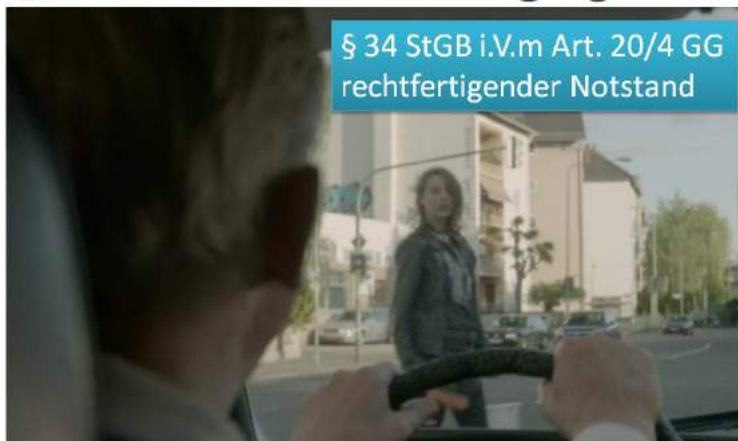 § 34 StGB i.V.m Art. 20/4 GG
rechtfertigender Notstand